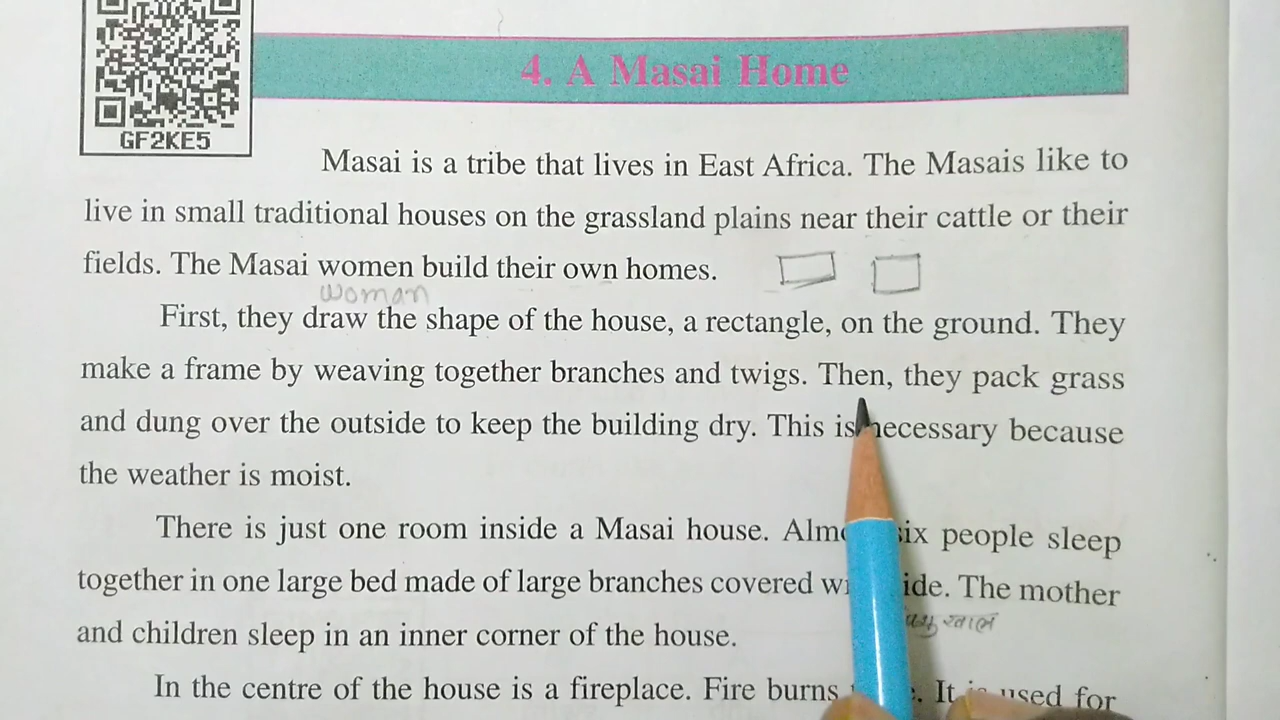 GF2KE5
4. A Masai Home
Masai is a tribe that lives in East Africa. The Masais like to
live in small traditional houses on the grassland plains near their cattle or their
fields. The Masai women build their own homes.
woman
First, they draw the shape of the house, a rectangle, on the ground. They
make a frame by weaving together branches and twigs. Then, they pack grass
and dung over the outside to keep the building dry. This is necessary because
the weather is moist.
There is just one room inside a Masai house. six people sleep
together in one large bed made of large branches covered The mother
and children sleep in an inner corner of the house.
In the centre of the house is a fireplace. Fire burns It is used for